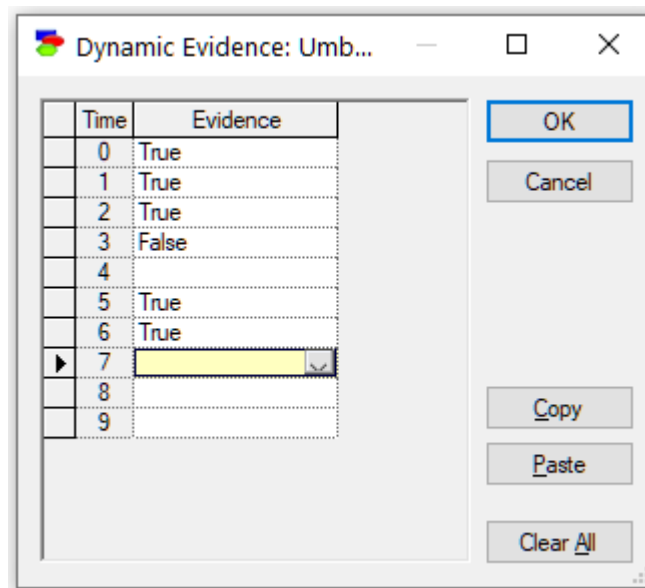 Dynamic Evidence: Umb...
Time Evidence
0 True
1 True
2 True
3 False
4
5 True
6 True
7
8
9
OK
Cancel
Copy
Paste
Clear All